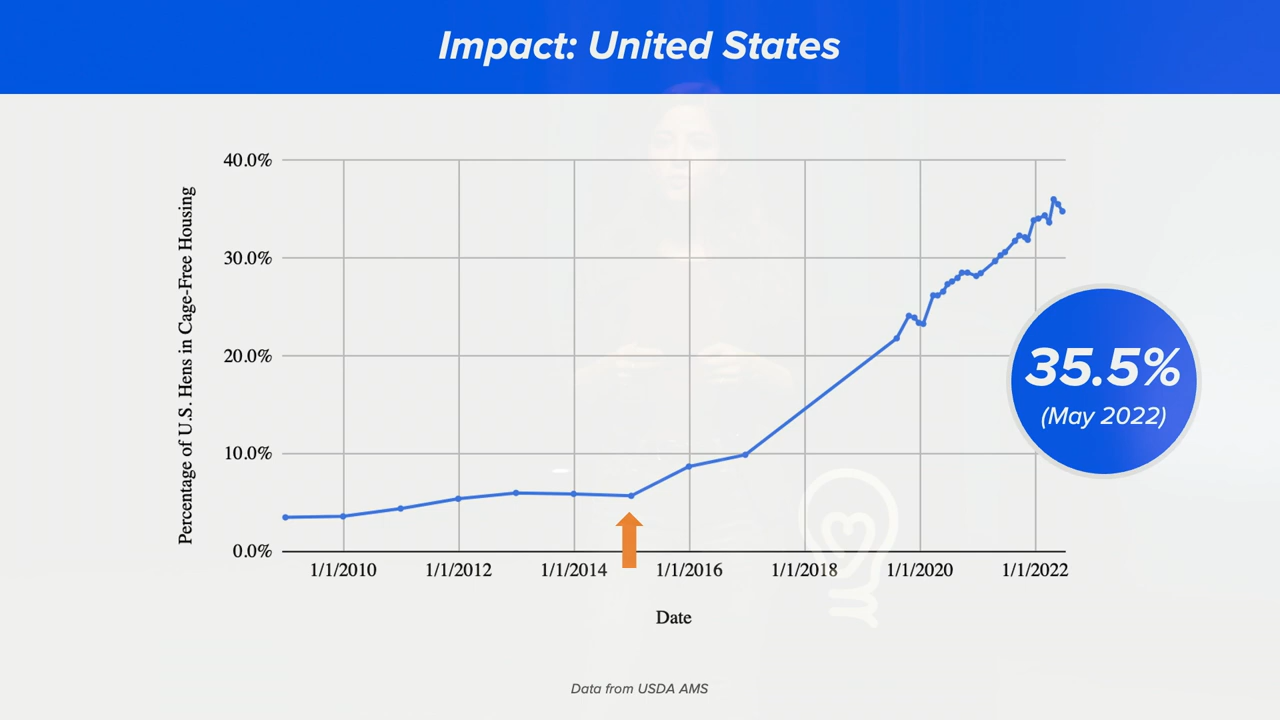 Impact: United States
Percentage of U.S. Hens in Cage-Free Housing
40.0%
30.0%
20.0%
10.0%
0.0%
1/1/2010 1/1/2012 1/1/2014 1/1/2016 1/1/2018 1/1/2020 1/1/2022
Date
35.5%
(May 2022)
Data from USDA AMS